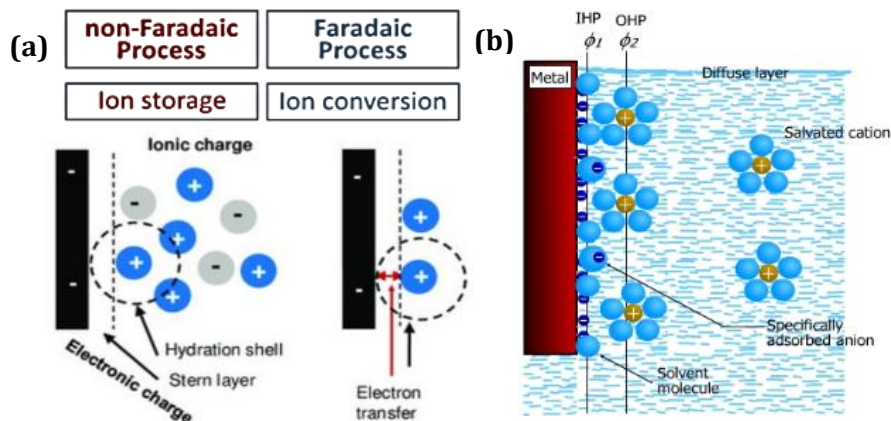 (a)
non-Faradaic
Process
Faradaic
Process
Ion storage
Ion conversion
Ionic charge
-
-
-
-
+
+
+
+
+
-
-
-
+
+
Hydration shell
Stern layer
Electronic charge
Electron
transfer
(b)
IHP
OHP
ϕ1
ϕ2
Metal
Diffuse layer
Salvated cation
+
+
+
+
+
-
-
Specifically
adsorbed anion
Solvent
molecule